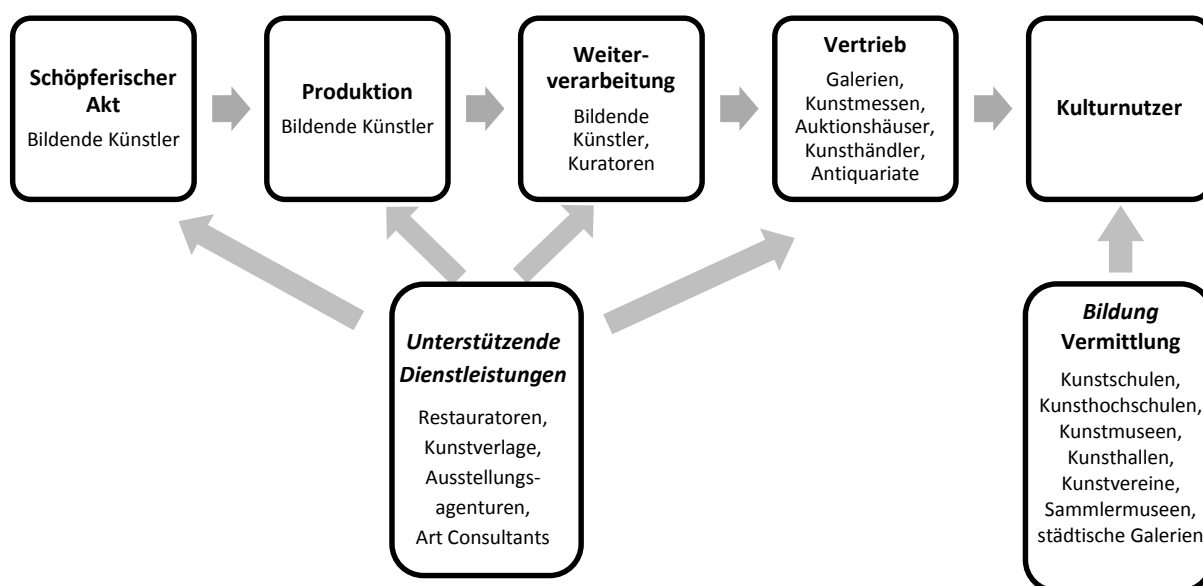 Schöpferischer
Akt
Bildende Künstler
Produktion
Bildende Künstler
Weiter-
verarbeitung
Bildende
Künstler,
Kuratoren
Vertrieb
Galerien,
Kunstmessen,
Auktionshäuser,
Kunsthändler,
Antiquariate
Kulturnutzer
Unterstützende
Dienstleistungen
Restauratoren,
Kunstverlage,
Ausstellungs-
agenturen,
Art Consultants
Bildung
Vermittlung
Kunstschulen,
Kunsthochschulen,
Kunstmuseen,
Kunsthallen,
Kunstvereine,
Sammlermuseen,
städtische Galerien